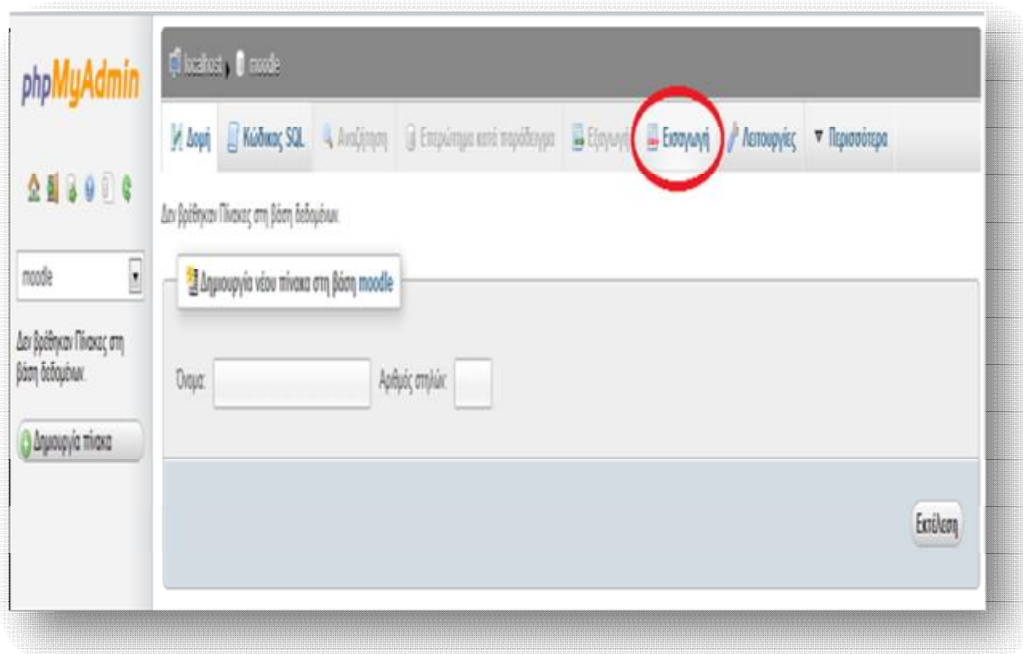 phpMyAdmin
localhost
moodle
Δομή
Κώδικας SQL
Αναζήτηση
Επερώτημα κατά παράδειγμα
Εξαγωγή
Εισαγωγή
Λειτουργίες
Περισσότερα
Δεν βρέθηκαν Πίνακες στη βάση δεδομένων.
Δημιουργία νέου πίνακα στη βάση moodle
Όνομα:
Αριθμός στηλών:
Εκτέλεση
moodle
Δεν βρέθηκαν Πίνακες στη
βάση δεδομένων.
Δημιουργία πίνακα